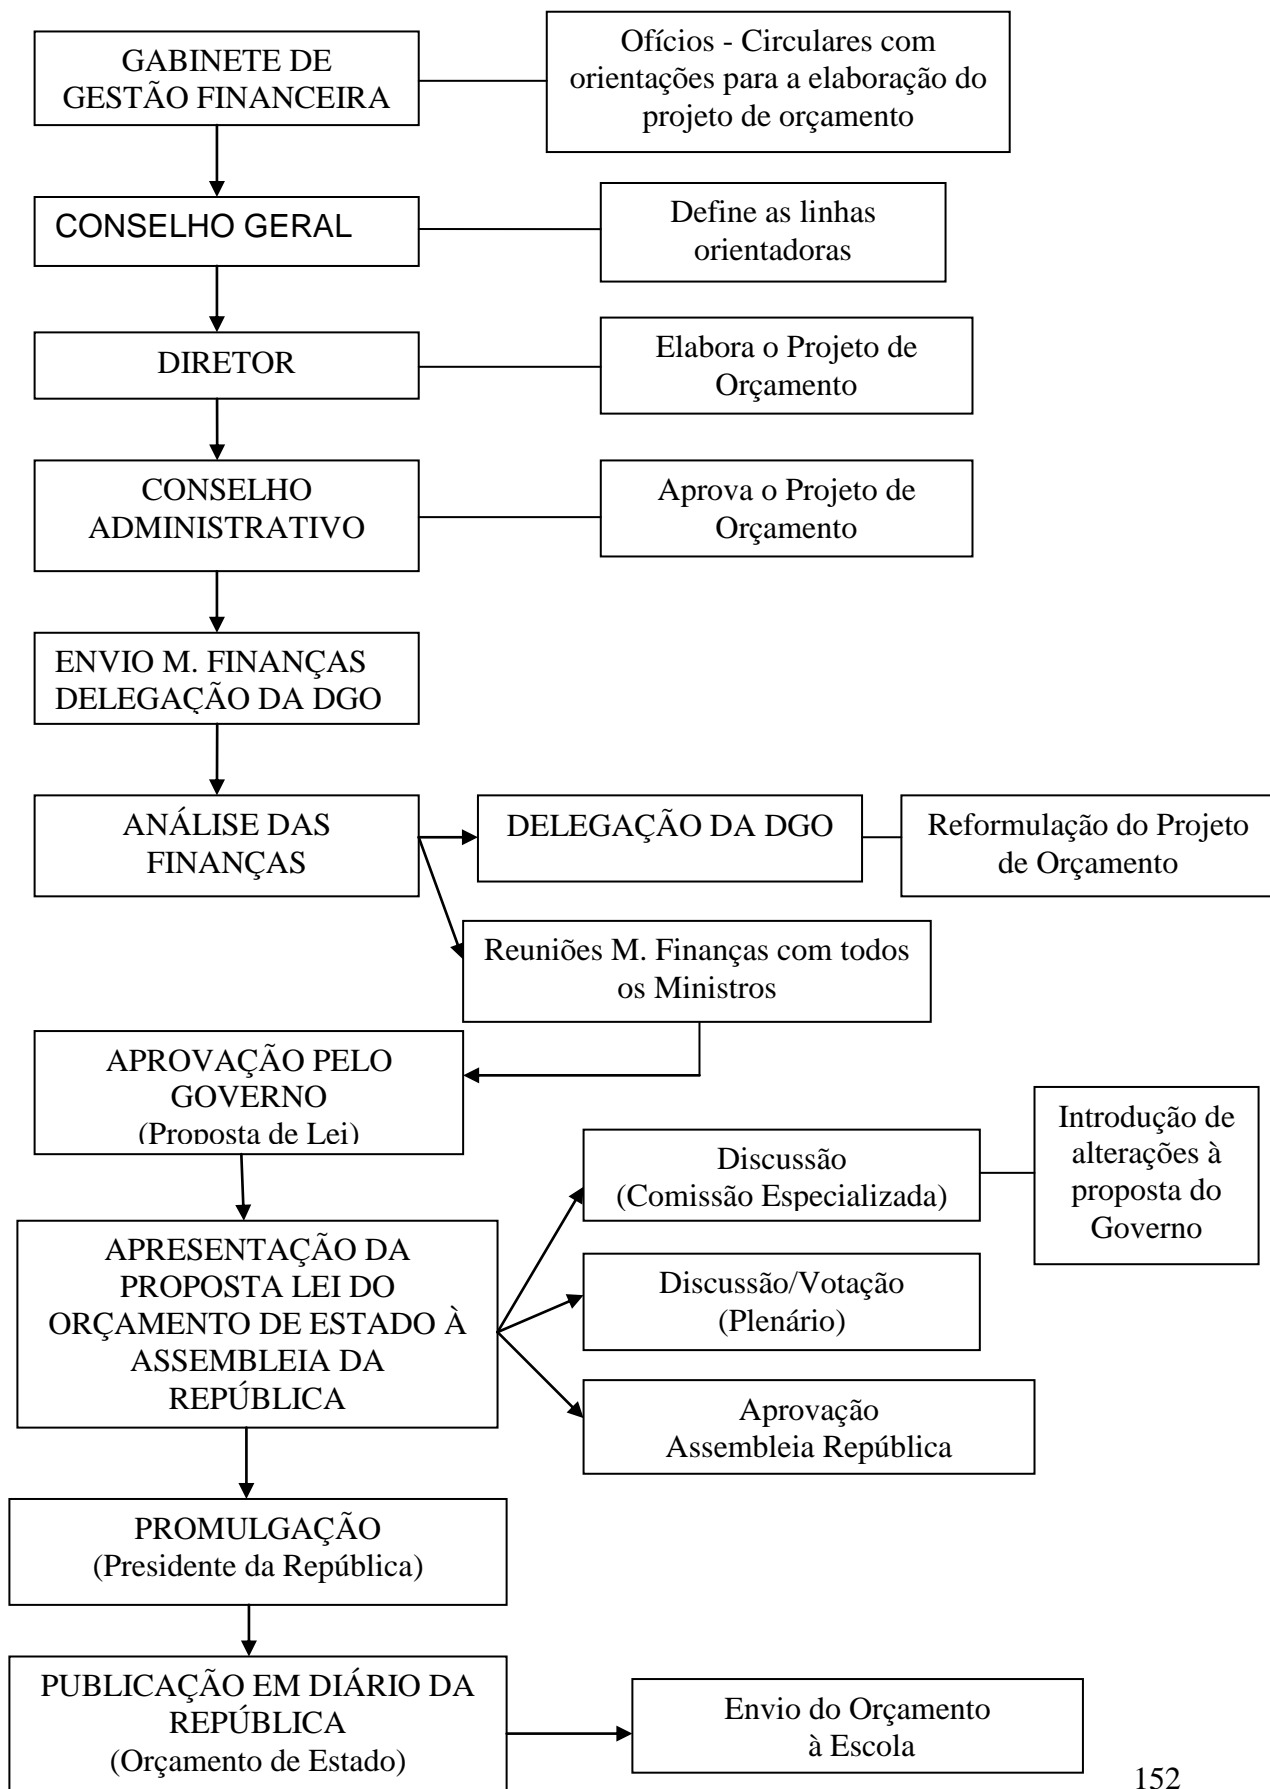 GABINETE DE
GESTÃO FINANCEIRA
Ofícios - Circulares com
orientações para a elaboração do
projeto de orçamento
CONSELHO GERAL
Define as linhas
orientadoras
DIRETOR
Elabora o Projeto de
Orçamento
CONSELHO
ADMINISTRATIVO
Aprova o Projeto de
Orçamento
ENVIO M. FINANÇAS
DELEGAÇÃO DA DGO
ANÁLISE DAS
FINANÇAS
DELEGAÇÃO DA DGO
Reformulação do Projeto
de Orçamento
Reuniões M. Finanças com todos
os Ministros
APROVAÇÃO PELO
GOVERNO
(Proposta de Lei)
Discussão
(Comissão Especializada)
Introdução de
alterações à
proposta do
Governo
APRESENTAÇÃO DA
PROPOSTA LEI DO
ORÇAMENTO DE ESTADO À
ASSEMBLEIA DA
REPÚBLICA
Discussão/Votação
(Plenário)
Aprovação
Assembleia República
PROMULGAÇÃO
(Presidente da República)
PUBLICAÇÃO EM DIÁRIO DA
REPÚBLICA
(Orçamento de Estado)
Envio do Orçamento
à Escola
152